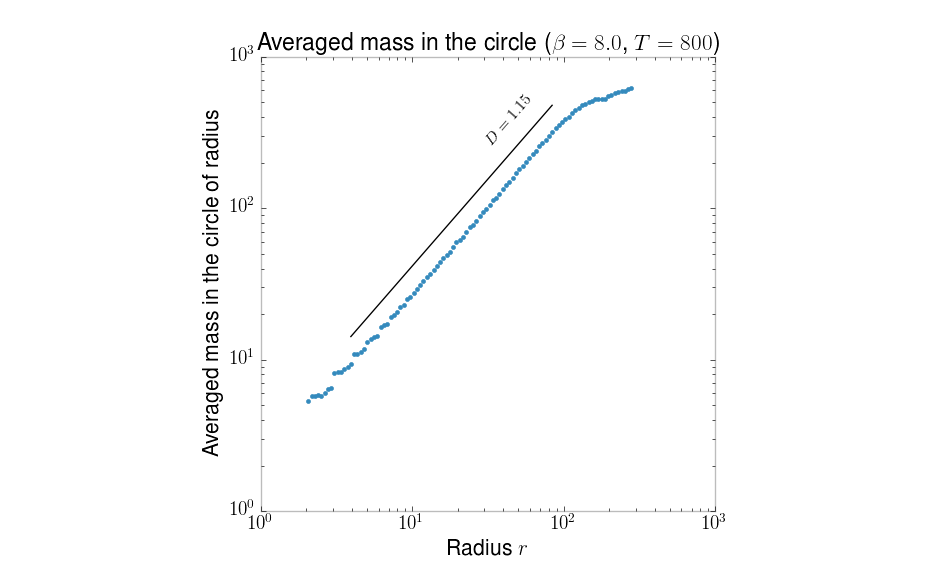 Averaged mass in the circle (β = 8.0, T = 800)
10³
D = 1.15
10²
Averaged mass in the circle of radius
10¹
10⁰
10⁰ 10¹ 10² 10³
Radius r